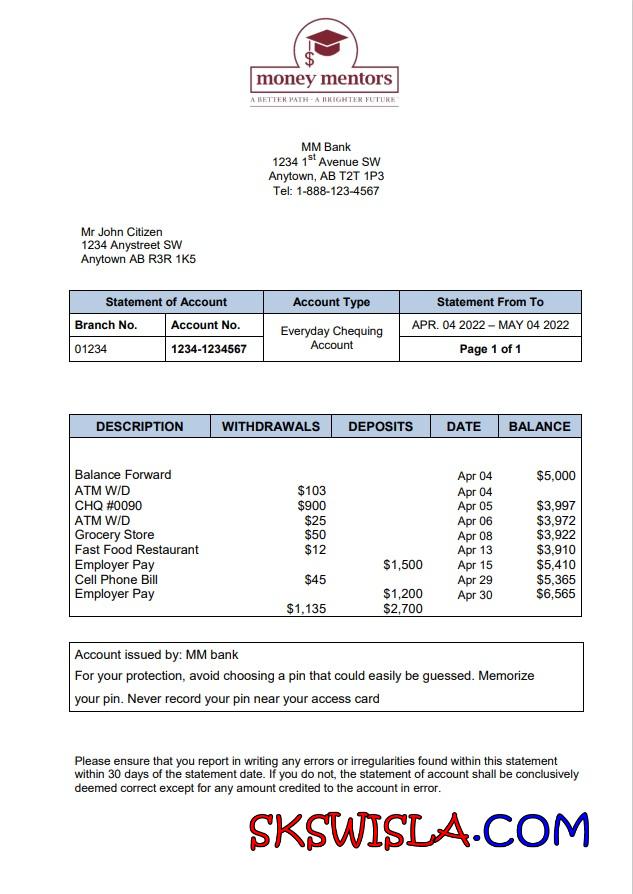 $
money mentors
A BETTER PATH · A BRIGHTER FUTURE
MM Bank
1234 1st Avenue SW
Anytown, AB T2T 1P3
Tel: 1-888-123-4567
Mr John Citizen
1234 Anystreet SW
Anytown AB R3R 1K5
Statement of Account Account Type Statement From To
Branch No. Account No. Everyday Chequing Account APR. 04 2022 – MAY 04 2022
01234 1234-1234567 Page 1 of 1
DESCRIPTION WITHDRAWALS DEPOSITS DATE BALANCE
Balance Forward Apr 04 $5,000
ATM W/D $103 Apr 04
CHQ #0090 $900 Apr 05 $3,997
ATM W/D $25 Apr 06 $3,972
Grocery Store $50 Apr 08 $3,922
Fast Food Restaurant $12 Apr 13 $3,910
Employer Pay $1,500 Apr 15 $5,410
Cell Phone Bill $45 Apr 29 $5,365
Employer Pay $1,200 Apr 30 $6,565
$1,135 $2,700
Account issued by: MM bank
For your protection, avoid choosing a pin that could easily be guessed. Memorize
your pin. Never record your pin near your access card
Please ensure that you report in writing any errors or irregularities found within this statement
within 30 days of the statement date. If you do not, the statement of account shall be conclusively
deemed correct except for any amount credited to the account in error.
SKSWISLA.COM